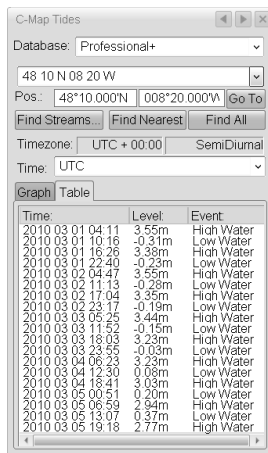 C-Map Tides
Database: Professional+
48 10 N 08 20 W
Pos.: 48°10.000'N 008°20.000'W Go To
Find Streams... Find Nearest Find All
Timezone: UTC + 00:00 SemiDiurnal
Time: UTC
Graph Table
Time: Level: Event:
2010 03 01 04:11 3.55m High Water
2010 03 01 10:16 -0.31m Low Water
2010 03 01 16:26 3.38m High Water
2010 03 01 22:40 -0.23m Low Water
2010 03 02 04:47 3.55m High Water
2010 03 02 11:13 -0.28m Low Water
2010 03 02 17:04 3.35m High Water
2010 03 02 23:17 -0.19m Low Water
2010 03 03 05:25 3.44m High Water
2010 03 03 11:52 -0.15m Low Water
2010 03 03 18:03 3.23m High Water
2010 03 03 23:55 -0.03m Low Water
2010 03 04 06:23 3.23m High Water
2010 03 04 12:30 0.08m Low Water
2010 03 04 18:41 3.03m High Water
2010 03 05 00:51 0.20m Low Water
2010 03 05 06:59 2.94m High Water
2010 03 05 13:07 0.37m Low Water
2010 03 05 19:18 2.77m High Water